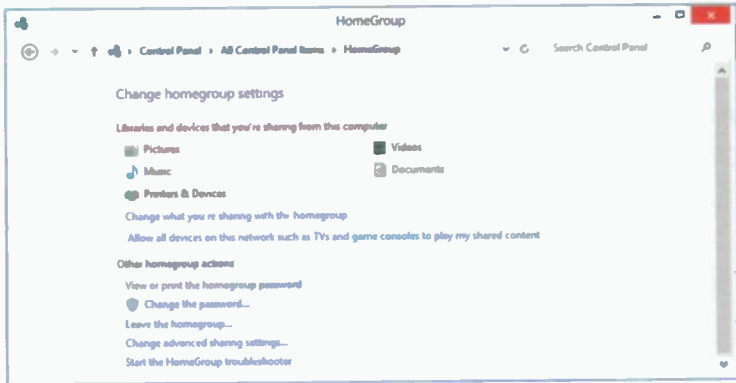 HomeGroup
Control Panel › All Control Panel Items › HomeGroup
Search Control Panel
Change homegroup settings
Libraries and devices that you're sharing from this computer
Pictures
Videos
Music
Documents
Printers & Devices
Change what you're sharing with the homegroup
Allow all devices on this network such as TVs and game consoles to play my shared content
Other homegroup actions
View or print the homegroup password
Change the password...
Leave the homegroup...
Change advanced sharing settings...
Start the HomeGroup troubleshooter